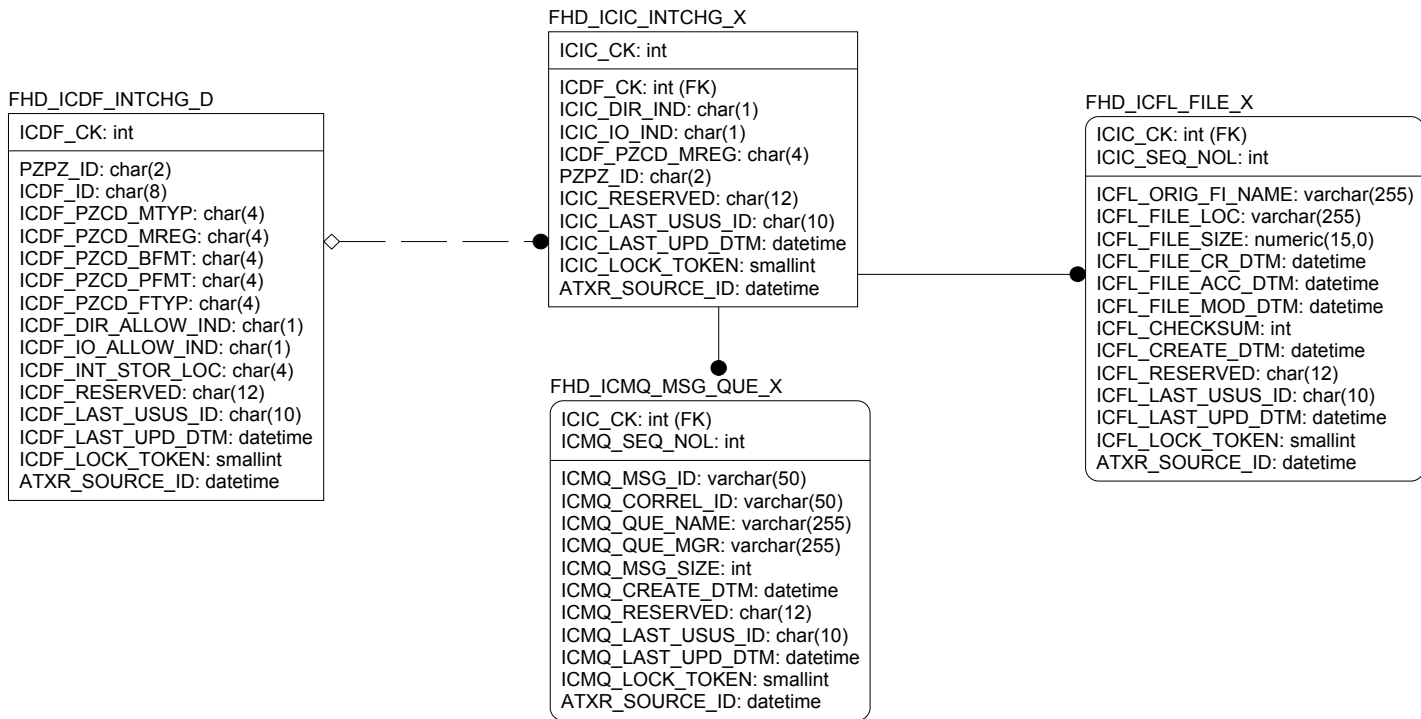 FHD_ICIC_INTCHG_X
ICIC_CK: int
ICDF_CK: int (FK)
ICIC_DIR_IND: char(1)
ICIC_IO_IND: char(1)
ICDF_PZCD_MREG: char(4)
PZPZ_ID: char(2)
ICIC_RESERVED: char(12)
ICIC_LAST_USUS_ID: char(10)
ICIC_LAST_UPD_DTM: datetime
ICIC_LOCK_TOKEN: smallint
ATXR_SOURCE_ID: datetime
FHD_ICDF_INTCHG_D
ICDF_CK: int
PZPZ_ID: char(2)
ICDF_ID: char(8)
ICDF_PZCD_MTYP: char(4)
ICDF_PZCD_MREG: char(4)
ICDF_PZCD_BFMT: char(4)
ICDF_PZCD_PFMT: char(4)
ICDF_PZCD_FTYP: char(4)
ICDF_DIR_ALLOW_IND: char(1)
ICDF_IO_ALLOW_IND: char(1)
ICDF_INT_STOR_LOC: char(4)
ICDF_RESERVED: char(12)
ICDF_LAST_USUS_ID: char(10)
ICDF_LAST_UPD_DTM: datetime
ICDF_LOCK_TOKEN: smallint
ATXR_SOURCE_ID: datetime
FHD_ICFL_FILE_X
ICIC_CK: int (FK)
ICIC_SEQ_NOL: int
ICFL_ORIG_FI_NAME: varchar(255)
ICFL_FILE_LOC: varchar(255)
ICFL_FILE_SIZE: numeric(15,0)
ICFL_FILE_CR_DTM: datetime
ICFL_FILE_ACC_DTM: datetime
ICFL_FILE_MOD_DTM: datetime
ICFL_CHECKSUM: int
ICFL_CREATE_DTM: datetime
ICFL_RESERVED: char(12)
ICFL_LAST_USUS_ID: char(10)
ICFL_LAST_UPD_DTM: datetime
ICFL_LOCK_TOKEN: smallint
ATXR_SOURCE_ID: datetime
FHD_ICMQ_MSG_QUE_X
ICIC_CK: int (FK)
ICMQ_SEQ_NOL: int
ICMQ_MSG_ID: varchar(50)
ICMQ_CORREL_ID: varchar(50)
ICMQ_QUE_NAME: varchar(255)
ICMQ_QUE_MGR: varchar(255)
ICMQ_MSG_SIZE: int
ICMQ_CREATE_DTM: datetime
ICMQ_RESERVED: char(12)
ICMQ_LAST_USUS_ID: char(10)
ICMQ_LAST_UPD_DTM: datetime
ICMQ_LOCK_TOKEN: smallint
ATXR_SOURCE_ID: datetime